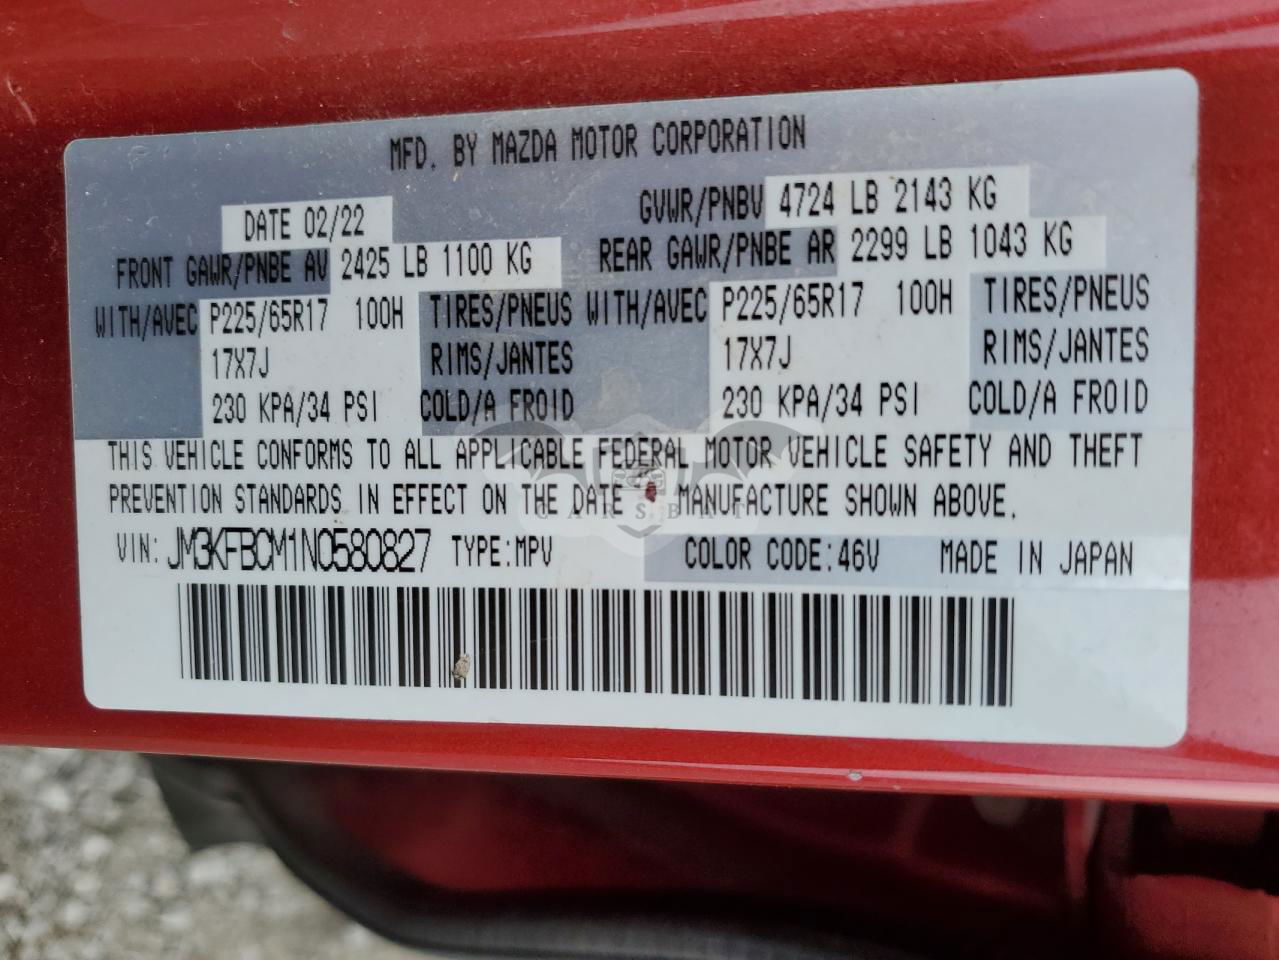 MFD. BY MAZDA MOTOR CORPORATION
DATE 02/22 GVWR/PNBV 4724 LB 2143 KG
FRONT GAWR/PNBE AV 2425 LB 1100 KG REAR GAWR/PNBE AR 2299 LB 1043 KG
WITH/AVEC P225/65R17 100H TIRES/PNEUS WITH/AVEC P225/65R17 100H TIRES/PNEUS
17X7J RIMS/JANTES 17X7J RIMS/JANTES
230 KPA/34 PSI COLD/A FROID 230 KPA/34 PSI COLD/A FROID
THIS VEHICLE CONFORMS TO ALL APPLICABLE FEDERAL MOTOR VEHICLE SAFETY AND THEFT
PREVENTION STANDARDS IN EFFECT ON THE DATE MANUFACTURE SHOWN ABOVE.
CARSBAT
VIN: JM3KFBCM1N0580827 TYPE:MPV COLOR CODE:46V MADE IN JAPAN